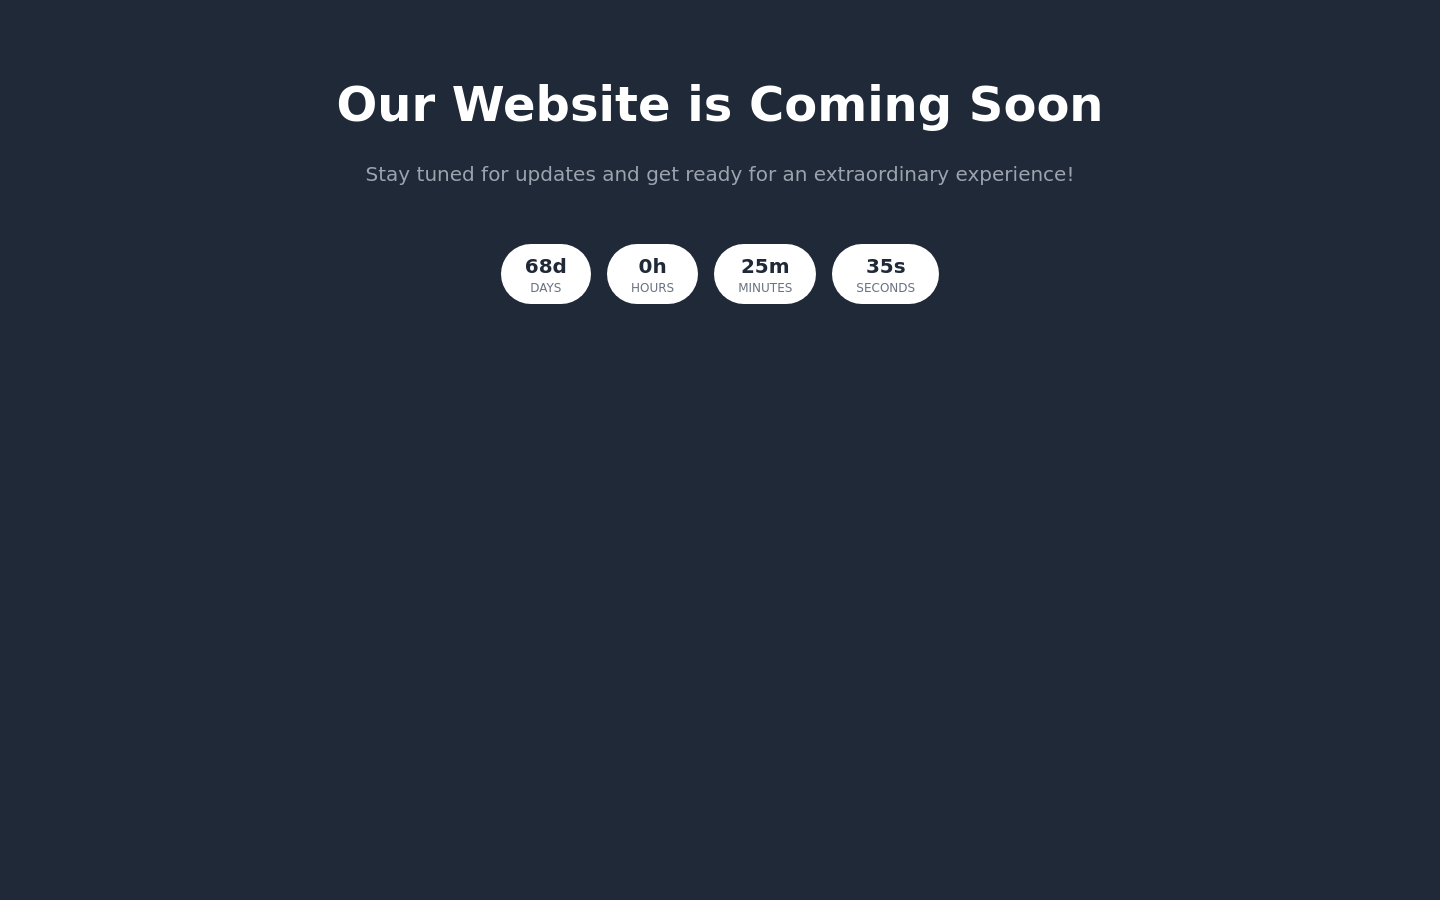 Our Website is Coming Soon
Stay tuned for updates and get ready for an extraordinary experience!
68d 0h 25m 35s
DAYS HOURS MINUTES SECONDS